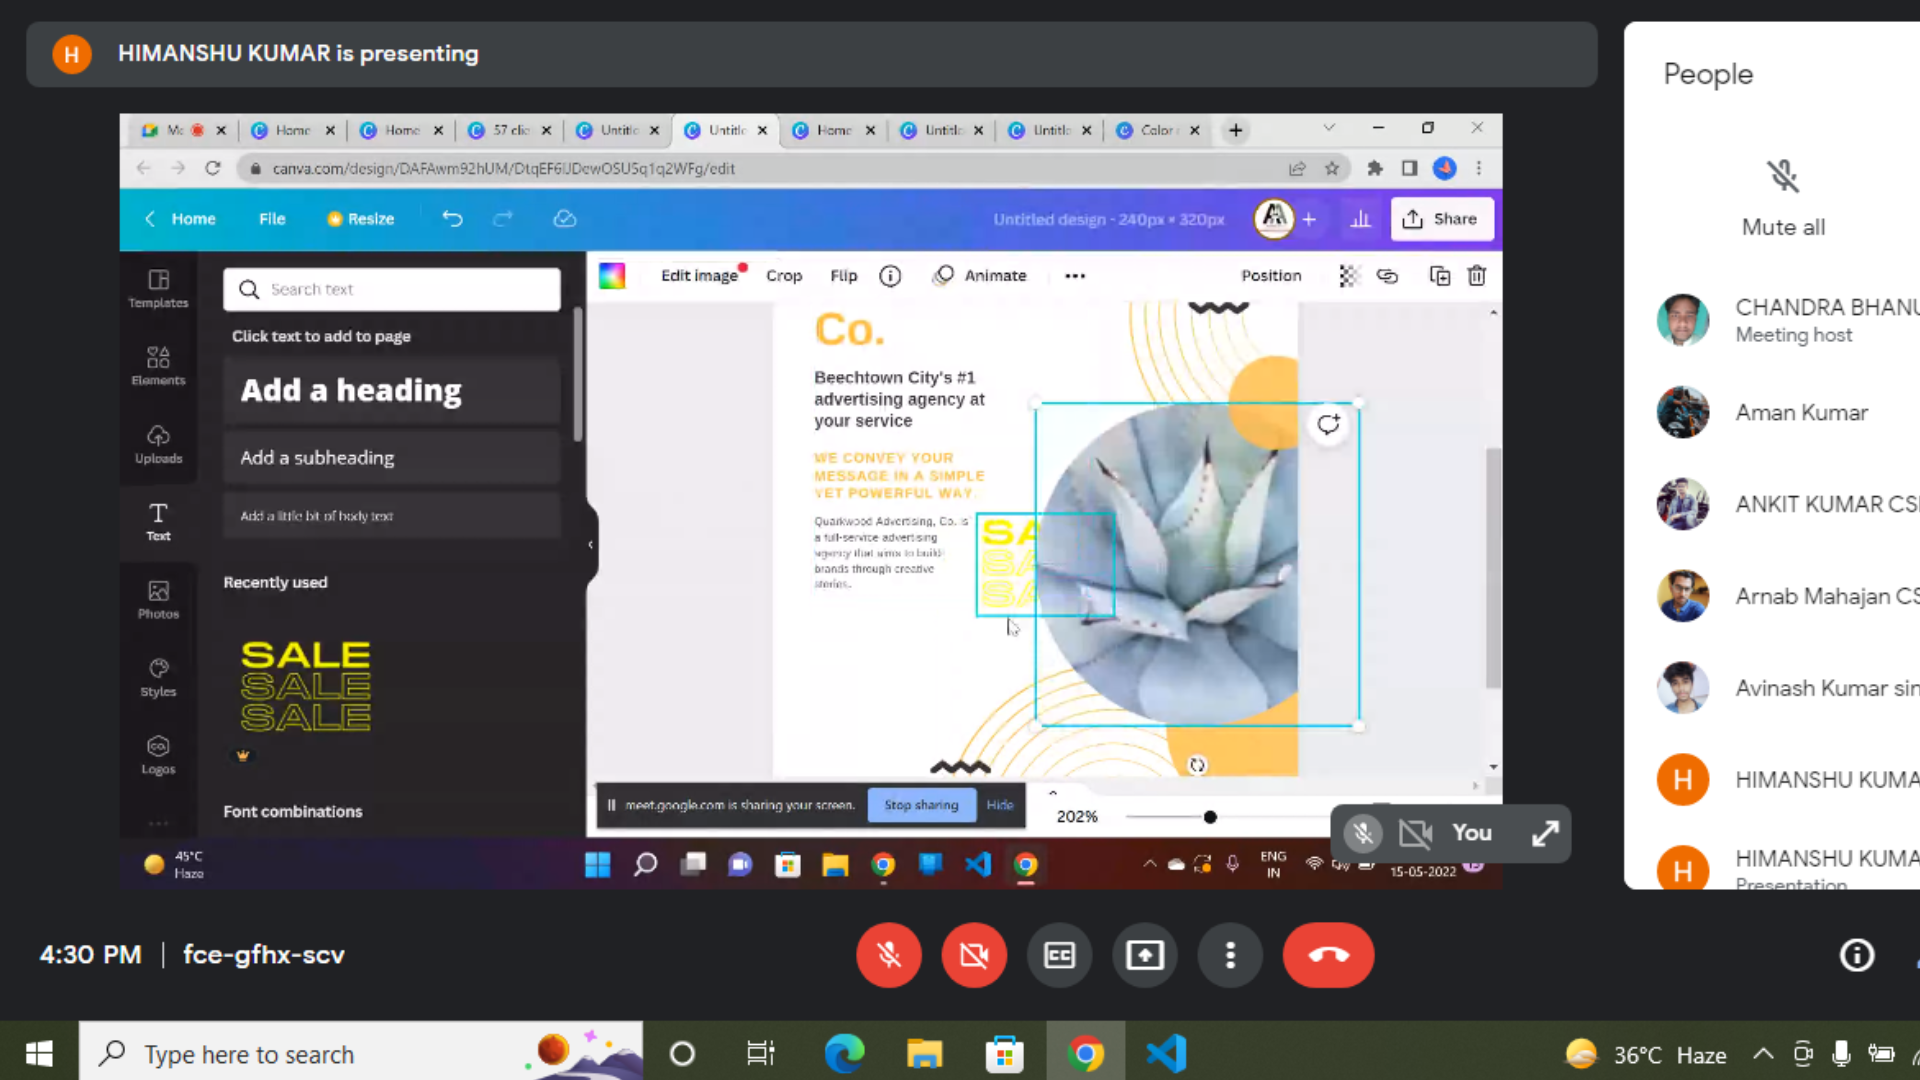 H HIMANSHU KUMAR is presenting
Home
Home
57 clie
Untitle
Untitle
Home
Untitle
Untitle
Color
canva.com/design/DAFAwm92hUM/DtqEF6IJDewOSU5q1q2WFg/edit
Home File Resize Untitled design - 240px × 320px Share
Edit image Crop Flip Animate ••• Position
Templates
Elements
Uploads
Text
Photos
Styles
CO.
Logos
Search text
Click text to add to page
Add a heading
Add a subheading
Add a little bit of body text
Recently used
SALE
SALE
SALE
Font combinations
Co.
Beechtown City's #1
advertising agency at
your service
WE CONVEY YOUR
MESSAGE IN A SIMPLE
YET POWERFUL WAY.
Quarkwood Advertising, Co. is
a full-service advertising
agency that aims to build
brands through creative
stories.
SA
SA
SA
meet.google.com is sharing your screen. Stop sharing Hide
202%
You
45°C
Haze
ENG
IN
15-05-2022
People
Mute all
CHANDRA BHANU
Meeting host
Aman Kumar
ANKIT KUMAR CS
Arnab Mahajan CS
Avinash Kumar sin
H HIMANSHU KUMA
H HIMANSHU KUMA
Presentation
4:30 PM | fce-gfhx-scv
CC
Type here to search
36°C Haze